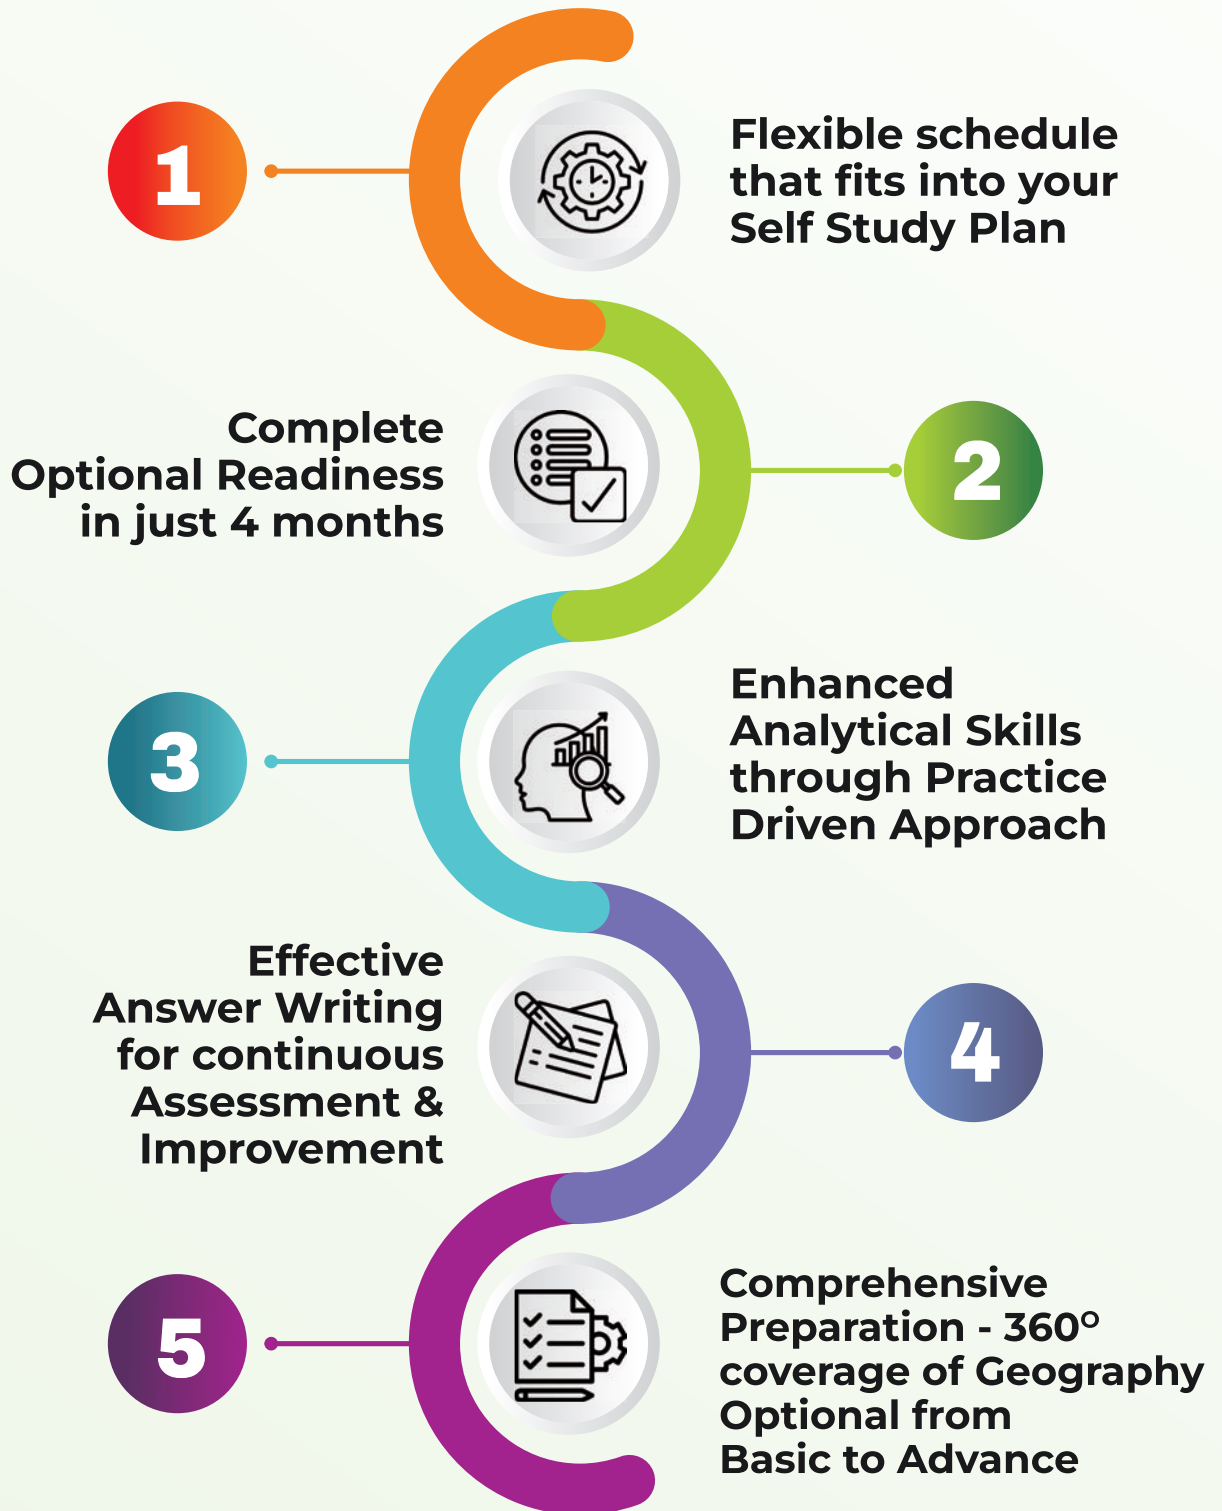 1
Flexible schedule
that fits into your
Self Study Plan
Complete
Optional Readiness
in just 4 months
2
3
Enhanced
Analytical Skills
through Practice
Driven Approach
Effective
Answer Writing
for continuous
Assessment &
Improvement
4
5
Comprehensive
Preparation - 360°
coverage of Geography
Optional from
Basic to Advance